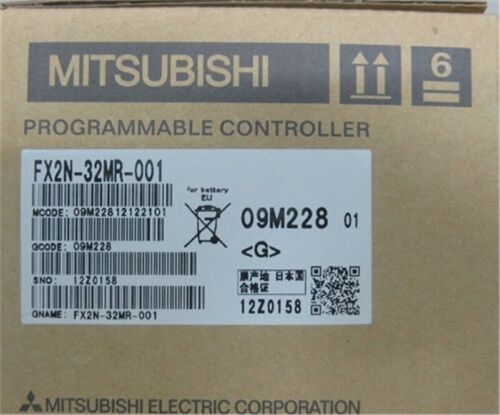 MITSUBISHI
6
PROGRAMMABLE CONTROLLER
FX2N-32MR-001
for battery
EU
MCODE: 09M22812122101
09M228 01
QCODE: 09M228
<G>
SNO: 12Z0158
原产地 日本国
合格证
12Z0158
QNAME: FX2N-32MR-001
MITSUBISHI ELECTRIC CORPORATION